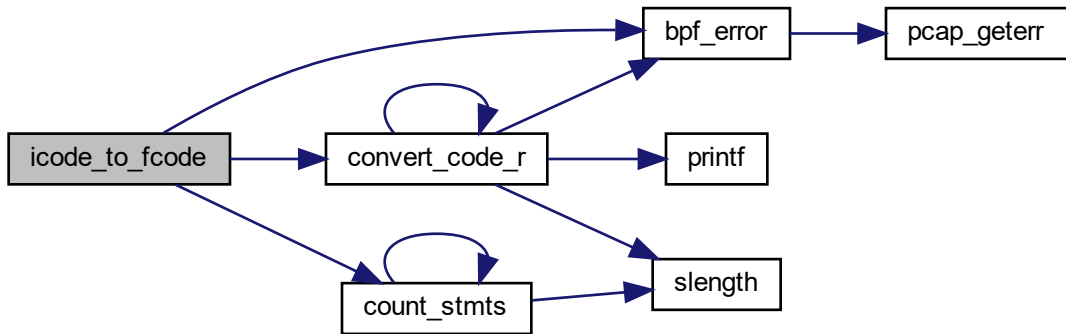 icode_to_fcode
bpf_error
pcap_geterr
convert_code_r
printf
count_stmts
slength